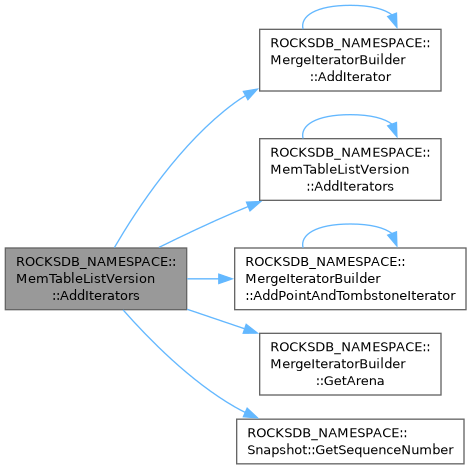 ROCKSDB_NAMESPACE::
MergeIteratorBuilder
::AddIterator
ROCKSDB_NAMESPACE::
MemTableListVersion
::AddIterators
ROCKSDB_NAMESPACE::
MemTableListVersion
::AddIterators
ROCKSDB_NAMESPACE::
MergeIteratorBuilder
::AddPointAndTombstoneIterator
ROCKSDB_NAMESPACE::
MergeIteratorBuilder
::GetArena
ROCKSDB_NAMESPACE::
Snapshot::GetSequenceNumber